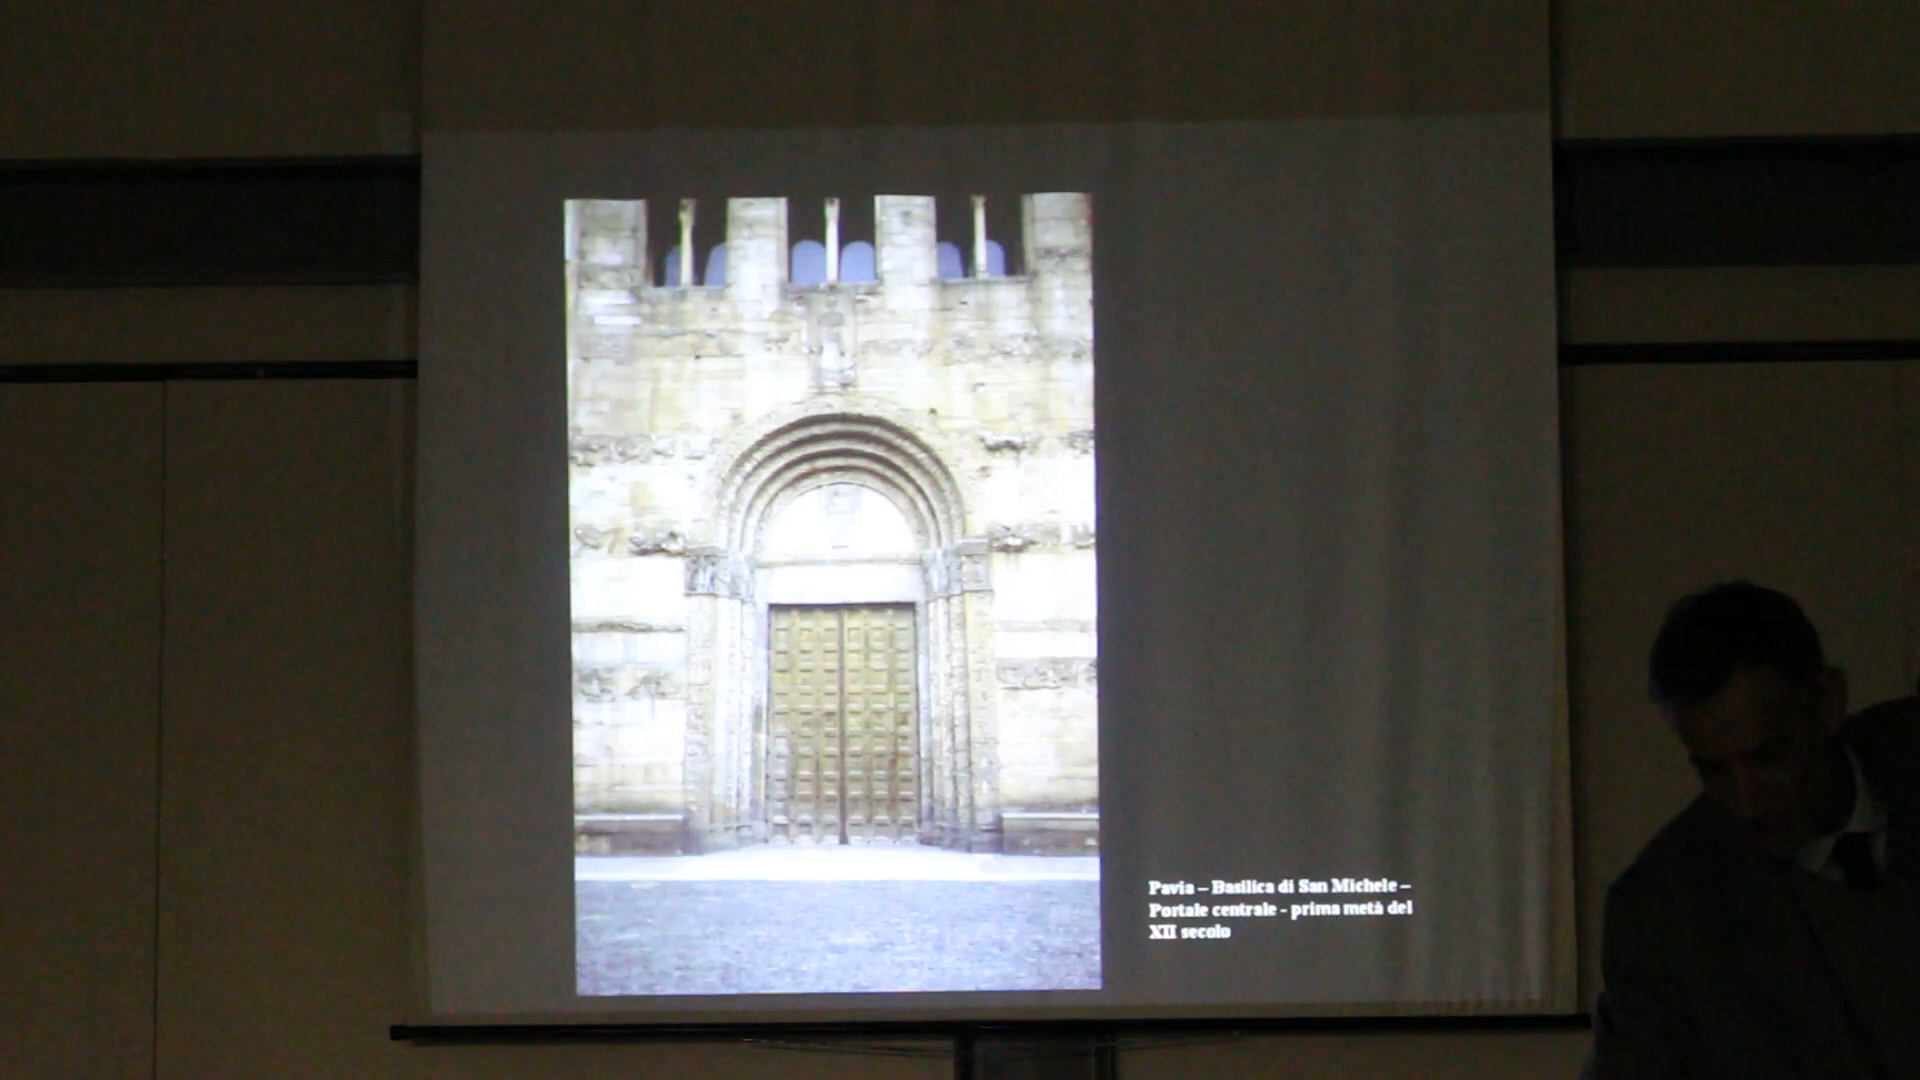 Pavia – Basilica di San Michele –
Portale centrale - prima metà del
XII secolo